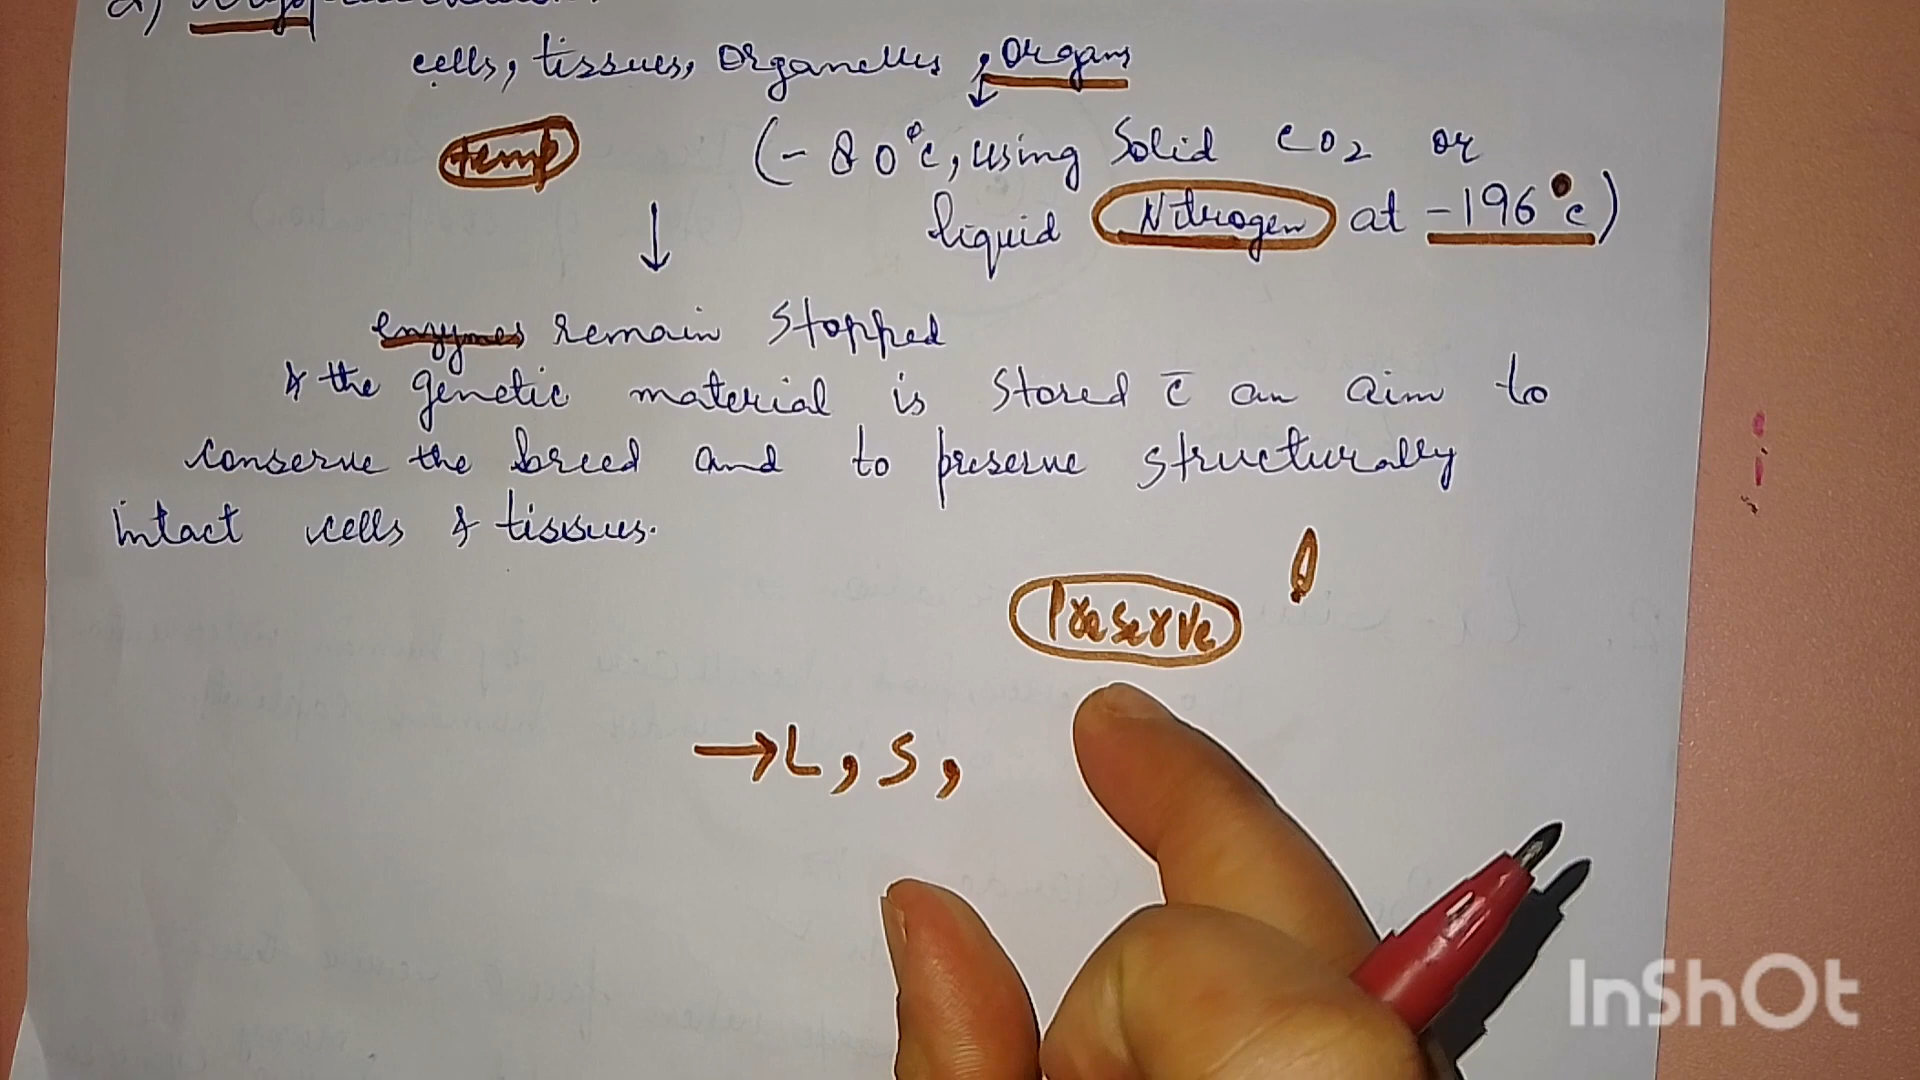 a) Cryopreservation:
cells, tissues, organelles, organs
temp (-80°c, using Solid CO2 or
liquid Nitrogen at -196°c)
enzymes remain stopped
& the genetic material is stored c̄ an aim to
conserve the breed and to preserve structurally
intact cells & tissues.
Preserve
→ L, S,
InShOt